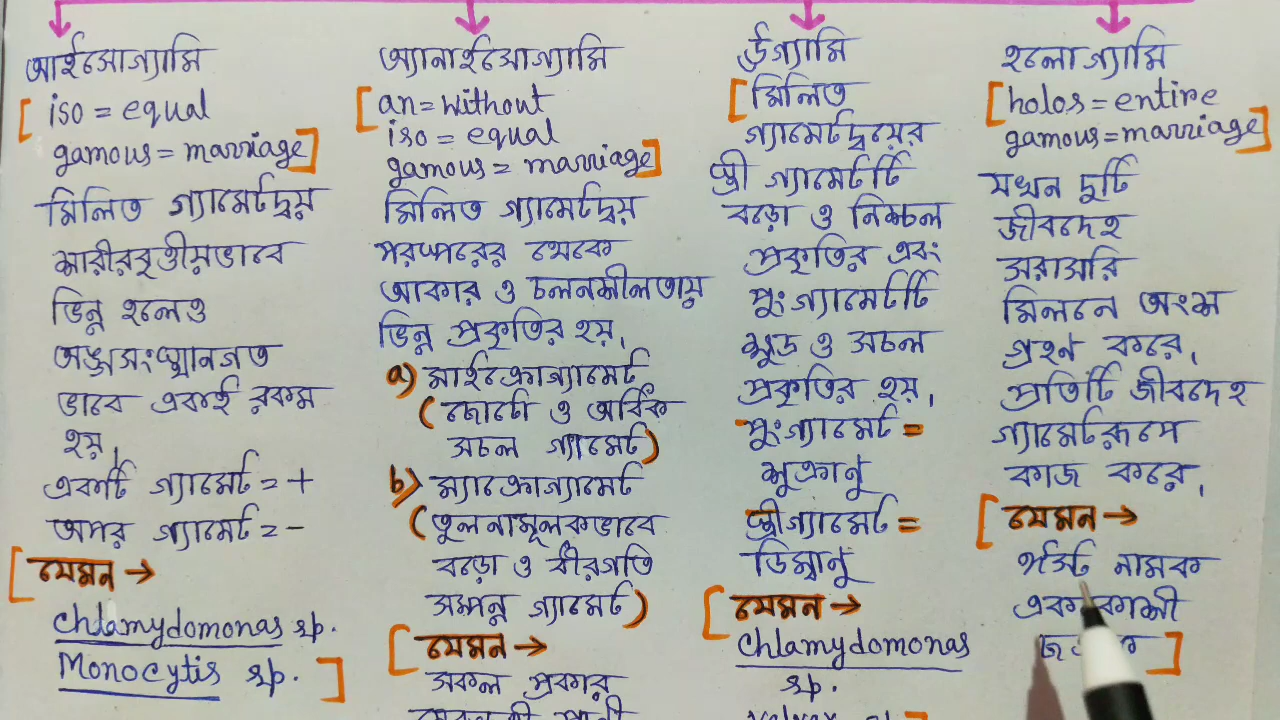 আইসোগ্যামি
iso = equal
gamous = marriage
মিলিত গ্যামেটদ্বয়
শারীরবৃত্তীয়ভাবে
ভিন্ন হলেও
অঙ্গসংস্থানগত
ভাবে একই রকম
হয়।
একটি গ্যামেট = +
অপর গ্যামেট = -
যেমন →
Chlamydomonas sp.
Monocytis sp.
অ্যানাইসোগ্যামি
an = without
iso = equal
gamous = marriage
মিলিত গ্যামেটদ্বয়
পরস্পরের থেকে
আকার ও চলনশীলতায়
ভিন্ন প্রকৃতির হয়।
a) মাইক্রোগ্যামেট
(ছোটো ও অধিক
সচল গ্যামেট)
b) ম্যাক্রোগ্যামেট
(তুলনামূলকভাবে
বড়ো ও ধীরগতি
সম্পন্ন গ্যামেট)
যেমন →
সকল প্রকার
ঊগ্যামি
মিলিত
গ্যামেটদ্বয়ের
স্ত্রী গ্যামেটটি
বড়ো ও নিশ্চল
প্রকৃতির এবং
পুং গ্যামেটটি
ক্ষুদ্র ও সচল
প্রকৃতির হয়।
পুংগ্যামেট =
শুক্রানু
স্ত্রীগ্যামেট =
ডিম্বানু
যেমন →
Chlamydomonas
sp.
হলোগ্যামি
holos = entire
gamous = marriage
যখন দুটি
জীবদেহ
সরাসরি
মিলনে অংশ
গ্রহণ করে,
প্রতিটি জীবদেহ
গ্যামেটরূপে
কাজ করে।
যেমন →
ঈস্ট নামক